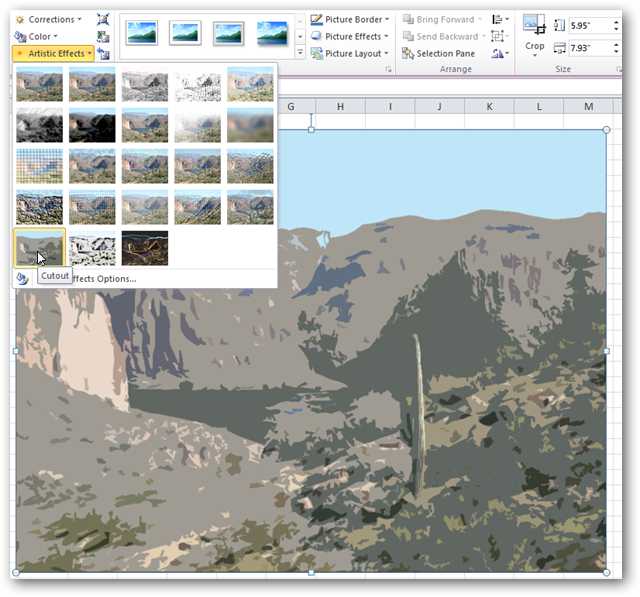 Corrections
Color
Artistic Effects
Picture Border
Picture Effects
Picture Layout
Bring Forward
Send Backward
Selection Pane
Arrange
Crop
5.95"
7.93"
Size
G H I J K L M
Cutout
ffects Options...